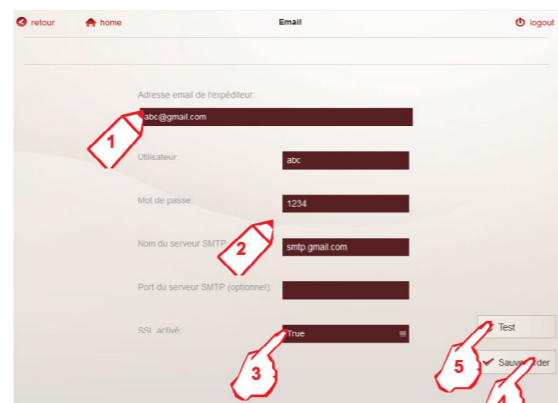 retour home Email logout
Adresse email de l'expéditeur:
abc@gmail.com
1
Utilisateur: abc
Mot de passe: 1234
Nom du serveur SMTP 2 smtp.gmail.com
Port du serveur SMTP (optionnel):
SSL activé: True
3
Test
5
Sauvegarder
4